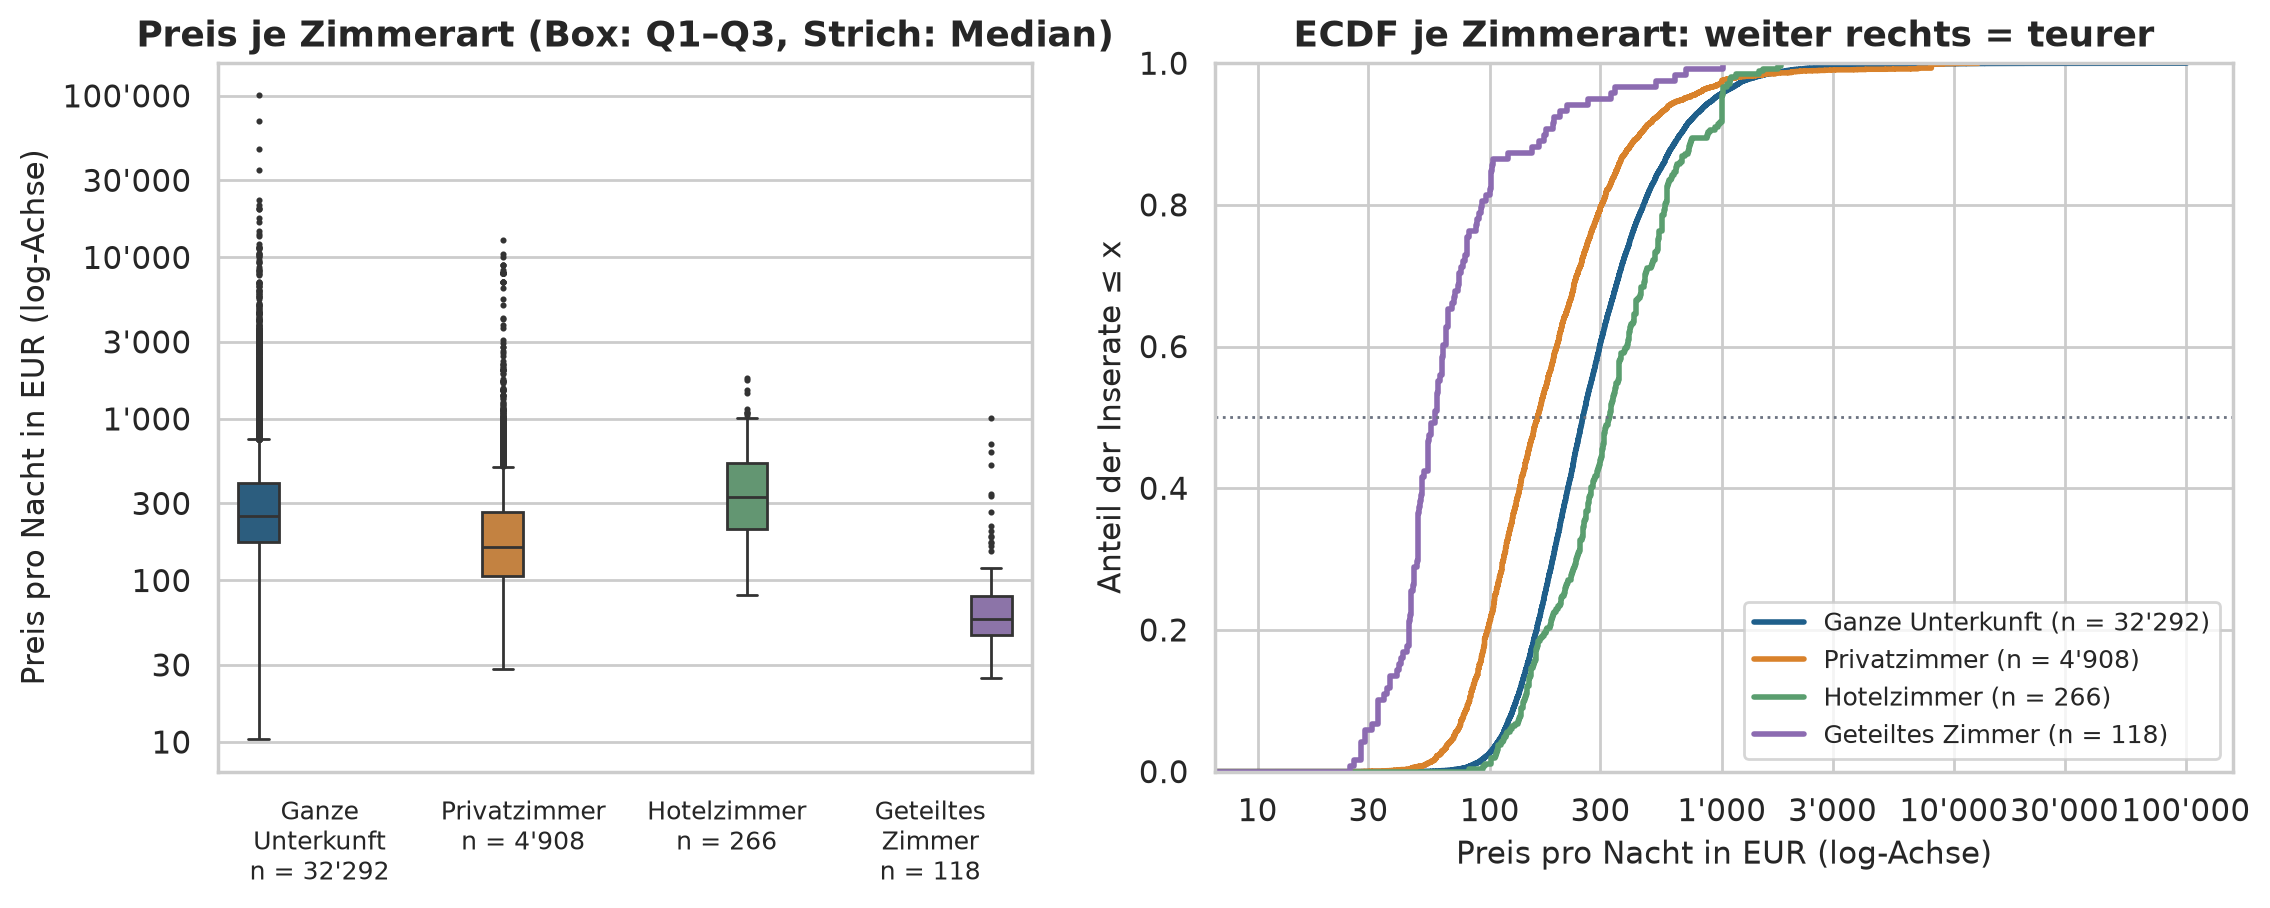 Preis je Zimmerart (Box: Q1–Q3, Strich: Median)
Preis pro Nacht in EUR (log-Achse)
100'000
30'000
10'000
3'000
1'000
300
100
30
10
Ganze
Unterkunft
n = 32'292
Privatzimmer
n = 4'908
Hotelzimmer
n = 266
Geteiltes
Zimmer
n = 118
ECDF je Zimmerart: weiter rechts = teurer
Anteil der Inserate ≤ x
1.0
0.8
0.6
0.4
0.2
0.0
Ganze Unterkunft (n = 32'292)
Privatzimmer (n = 4'908)
Hotelzimmer (n = 266)
Geteiltes Zimmer (n = 118)
10 30 100 300 1'000 3'000 10'000 30'000 100'000
Preis pro Nacht in EUR (log-Achse)